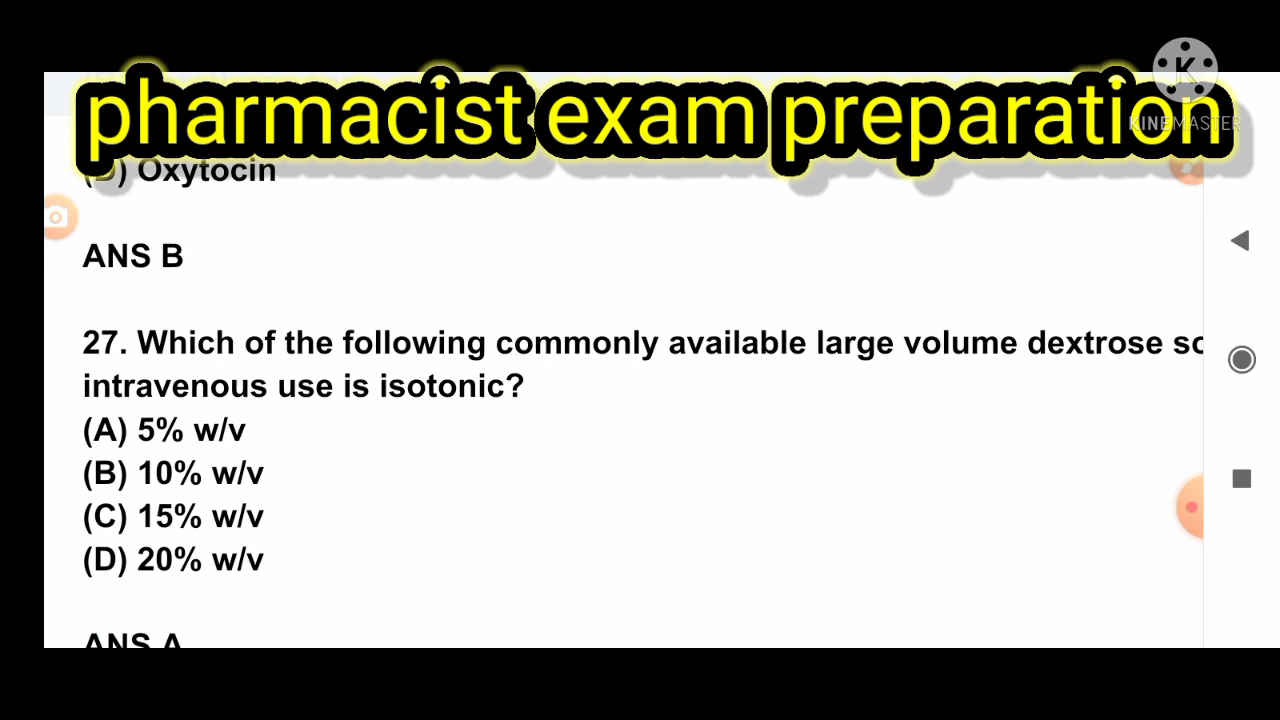 pharmacist exam preparation
KINEMASTER
(D) Oxytocin
ANS B
27. Which of the following commonly available large volume dextrose
intravenous use is isotonic?
(A) 5% w/v
(B) 10% w/v
(C) 15% w/v
(D) 20% w/v
ANS A